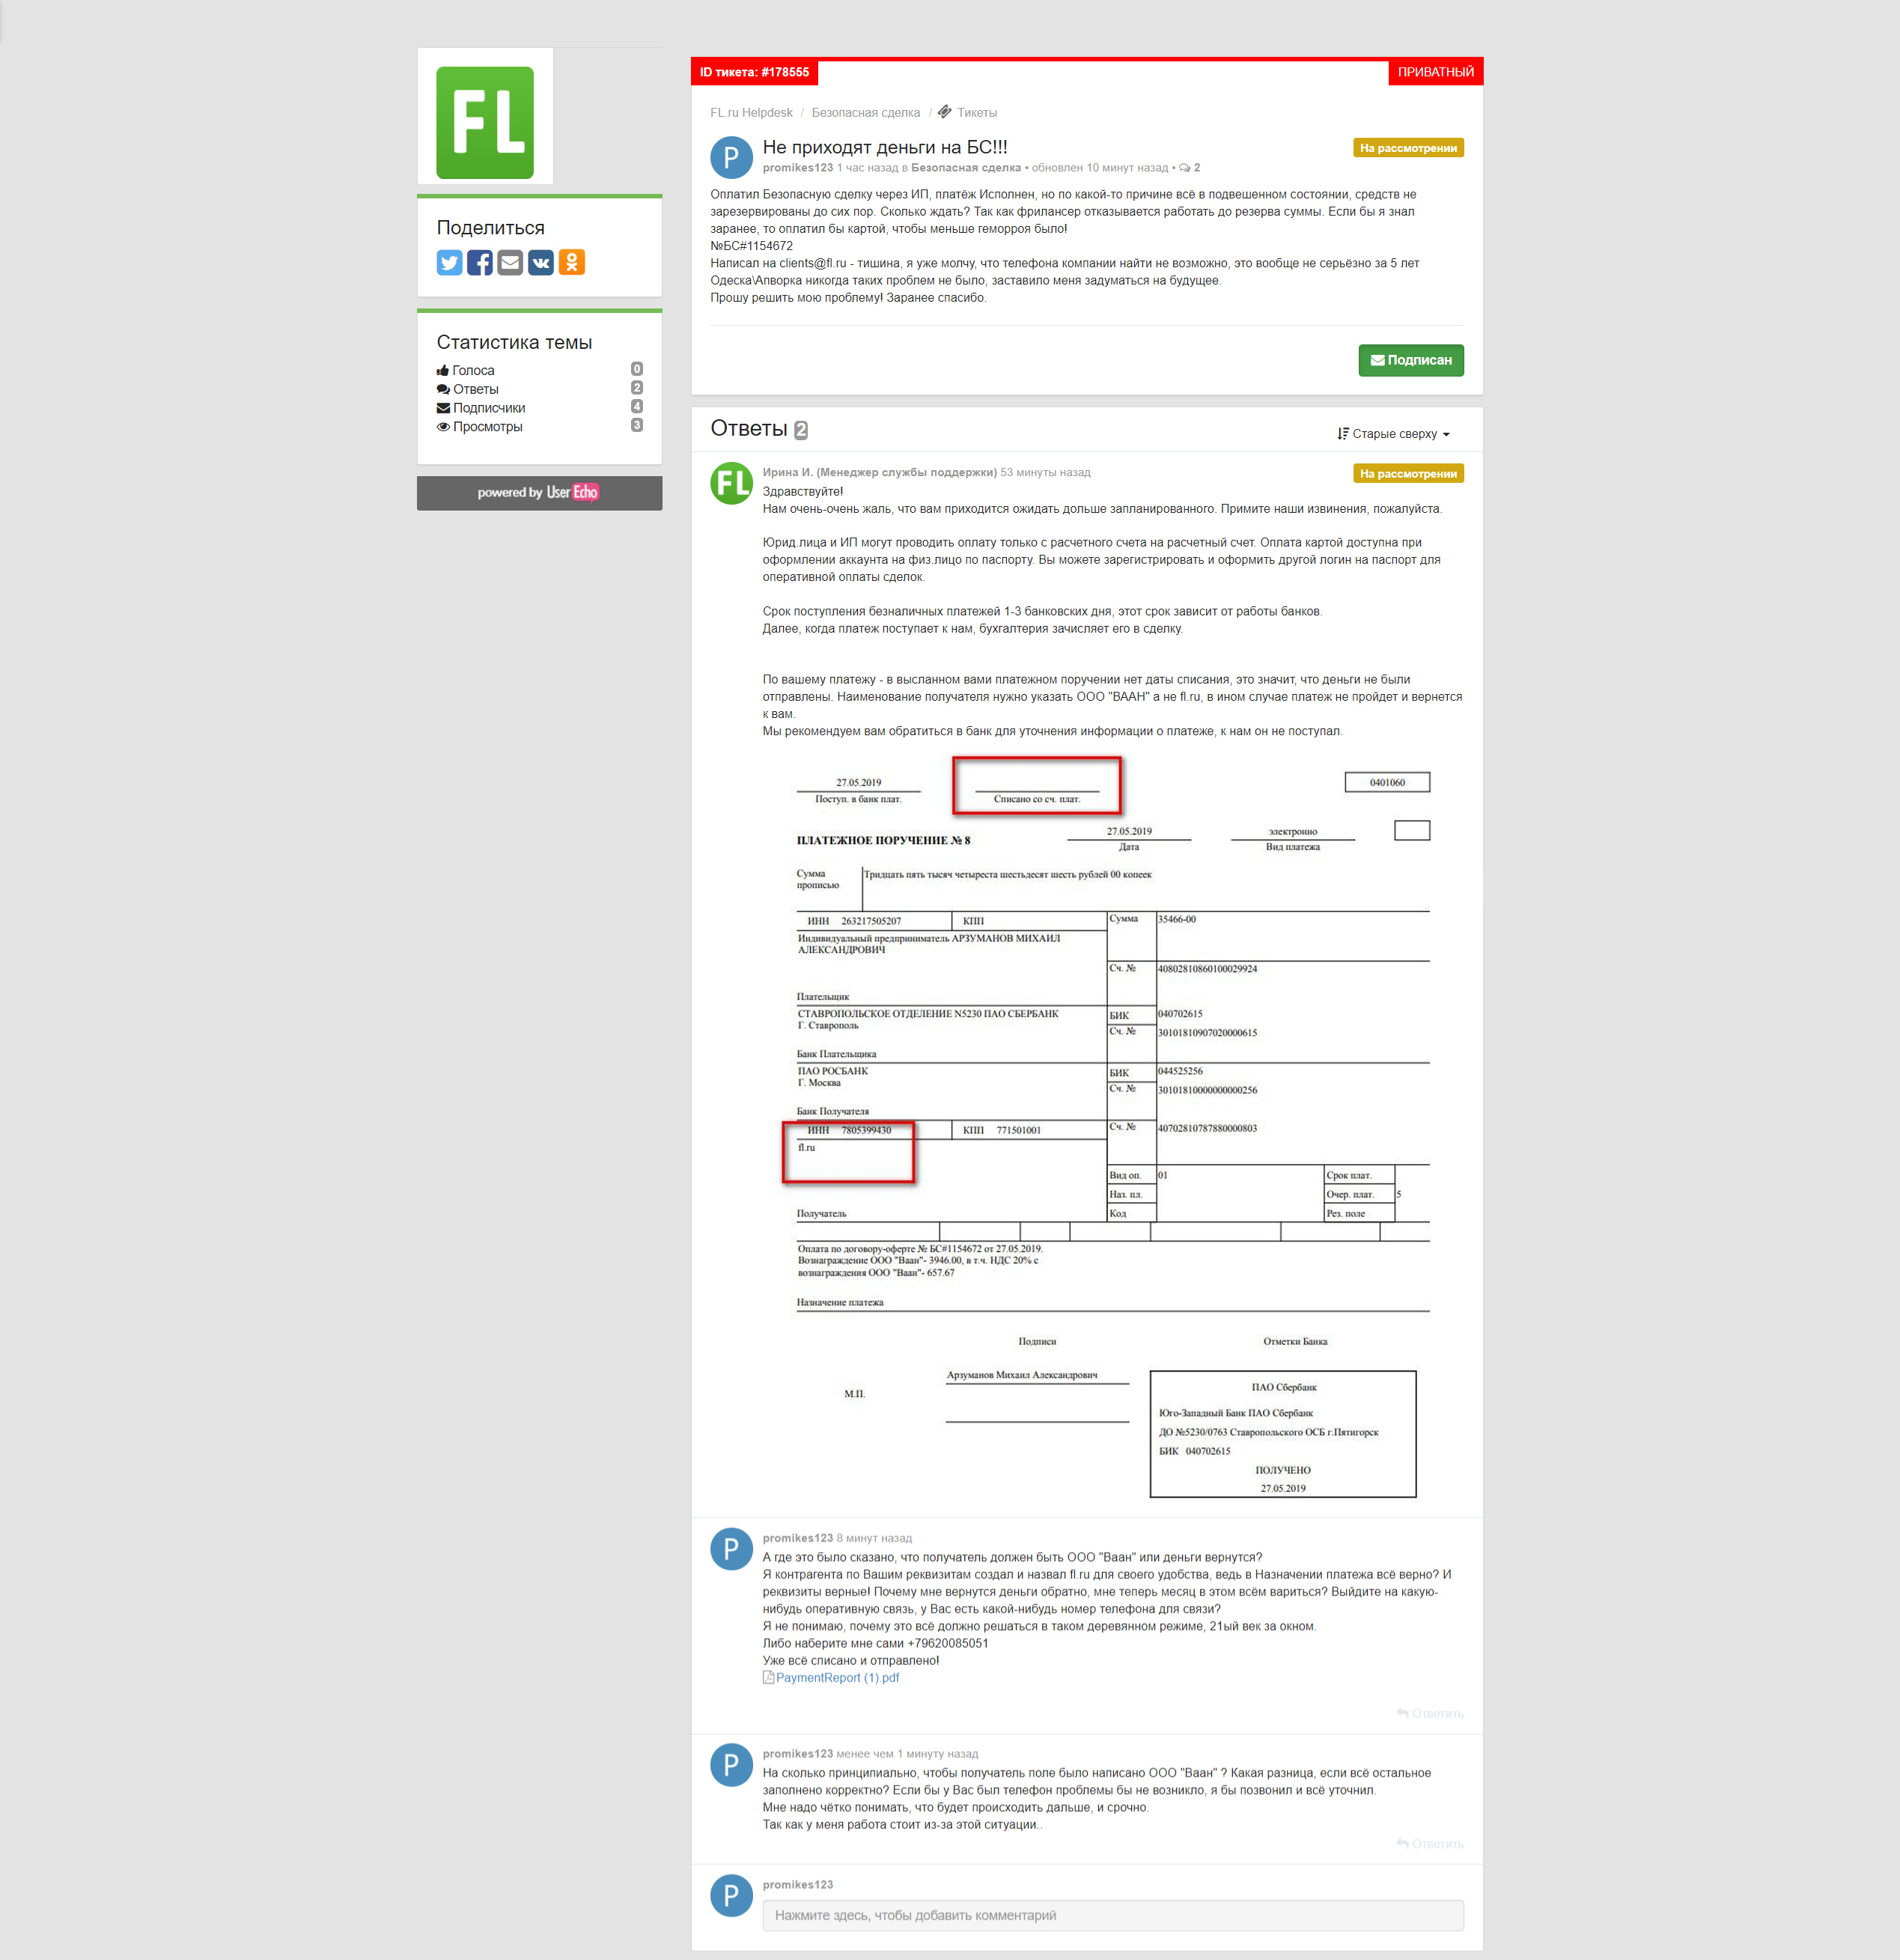 FL
Поделиться
Статистика темы
Голоса 0
Ответы 2
Подписчики 4
Просмотры 3
powered by UserEcho
ID тикета: #178555
ПРИВАТНЫЙ
FL.ru Helpdesk / Безопасная сделка / Тикеты
P
Не приходят деньги на БС!!!
На рассмотрении
promikes123 1 час назад в Безопасная сделка • обновлен 10 минут назад • 2
Оплатил Безопасную сделку через ИП, платёж Исполнен, но по какой-то причине всё в подвешенном состоянии, средств не
зарезервированы до сих пор. Сколько ждать? Так как фрилансер отказывается работать до резерва суммы. Если бы я знал
заранее, то оплатил бы картой, чтобы меньше геморроя было!
№БС#1154672
Написал на clients@fl.ru - тишина, я уже молчу, что телефона компании найти не возможно, это вообще не серьёзно за 5 лет
Одеска\Апворка никогда таких проблем не было, заставило меня задуматься на будущее.
Прошу решить мою проблему! Заранее спасибо.
Подписан
Ответы 2
Старые сверху
FL
Ирина И. (Менеджер службы поддержки) 53 минуты назад
На рассмотрении
Здравствуйте!
Нам очень-очень жаль, что вам приходится ожидать дольше запланированного. Примите наши извинения, пожалуйста.
Юрид.лица и ИП могут проводить оплату только с расчетного счета на расчетный счет. Оплата картой доступна при
оформлении аккаунта на физ.лицо по паспорту. Вы можете зарегистрировать и оформить другой логин на паспорт для
оперативной оплаты сделок.
Срок поступления безналичных платежей 1-3 банковских дня, этот срок зависит от работы банков.
Далее, когда платеж поступает к нам, бухгалтерия зачисляет его в сделку.
По вашему платежу - в высланном вами платежном поручении нет даты списания, это значит, что деньги не были
отправлены. Наименование получателя нужно указать ООО "ВААН" а не fl.ru, в ином случае платеж не пройдет и вернется
к вам.
Мы рекомендуем вам обратиться в банк для уточнения информации о платеже, к нам он не поступал.
27.05.2019
0401060
Поступ. в банк плат.
Списано со сч. плат.
ПЛАТЕЖНОЕ ПОРУЧЕНИЕ № 8
27.05.2019
электронно
Дата
Вид платежа
Сумма
прописью
Тридцать пять тысяч четыреста шестьдесят шесть рублей 00 копеек
ИНН 263217505207
КПП
Сумма
35466-00
Индивидуальный предприниматель АРЗУМАНОВ МИХАИЛ
АЛЕКСАНДРОВИЧ
Сч. №
40802810860100029924
Плательщик
СТАВРОПОЛЬСКОЕ ОТДЕЛЕНИЕ N5230 ПАО СБЕРБАНК
Г. Ставрополь
БИК
040702615
Сч. №
30101810907020000615
Банк Плательщика
ПАО РОСБАНК
Г. Москва
БИК
044525256
Сч. №
30101810000000000256
Банк Получателя
ИНН 7805399430
КПП 771501001
Сч. №
40702810787880000803
fl.ru
Вид оп.
01
Срок плат.
Наз. пл.
Очер. плат.
5
Получатель
Код
Рез. поле
Оплата по договору-оферте № БС#1154672 от 27.05.2019.
Вознаграждение ООО "Ваан"- 3946.00, в т.ч. НДС 20% с
вознаграждения ООО "Ваан"- 657.67
Назначение платежа
Подписи
Отметки Банка
Арзуманов Михаил Александрович
М.П.
ПАО Сбербанк
Юго-Западный Банк ПАО Сбербанк
ДО №5230/0763 Ставропольского ОСБ г.Пятигорск
БИК 040702615
ПОЛУЧЕНО
27.05.2019
P
promikes123 8 минут назад
А где это было сказано, что получатель должен быть ООО "Ваан" или деньги вернутся?
Я контрагента по Вашим реквизитам создал и назвал fl.ru для своего удобства, ведь в Назначении платежа всё верно? И
реквизиты верные! Почему мне вернутся деньги обратно, мне теперь месяц в этом всём вариться? Выйдите на какую-
нибудь оперативную связь, у Вас есть какой-нибудь номер телефона для связи?
Я не понимаю, почему это всё должно решаться в таком деревянном режиме, 21ый век за окном.
Либо наберите мне сами +79620085051
Уже всё списано и отправлено!
PaymentReport (1).pdf
Ответить
P
promikes123 менее чем 1 минуту назад
На сколько принципиально, чтобы получатель поле было написано ООО "Ваан" ? Какая разница, если всё остальное
заполнено корректно? Если бы у Вас был телефон проблемы бы не возникло, я бы позвонил и всё уточнил.
Мне надо чётко понимать, что будет происходить дальше, и срочно.
Так как у меня работа стоит из-за этой ситуации..
Ответить
P
promikes123
Нажмите здесь, чтобы добавить комментарий